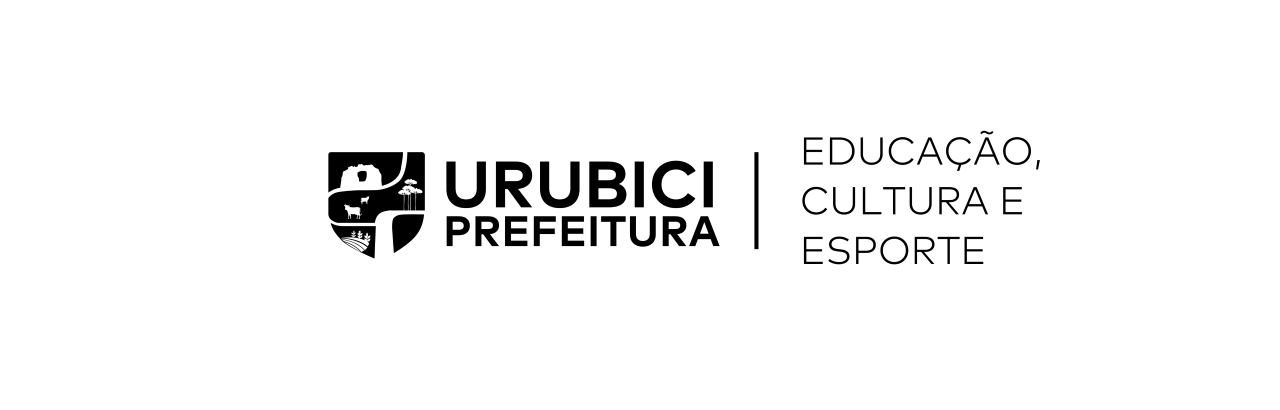 URUBICI
PREFEITURA
EDUCAÇÃO,
CULTURA E
ESPORTE